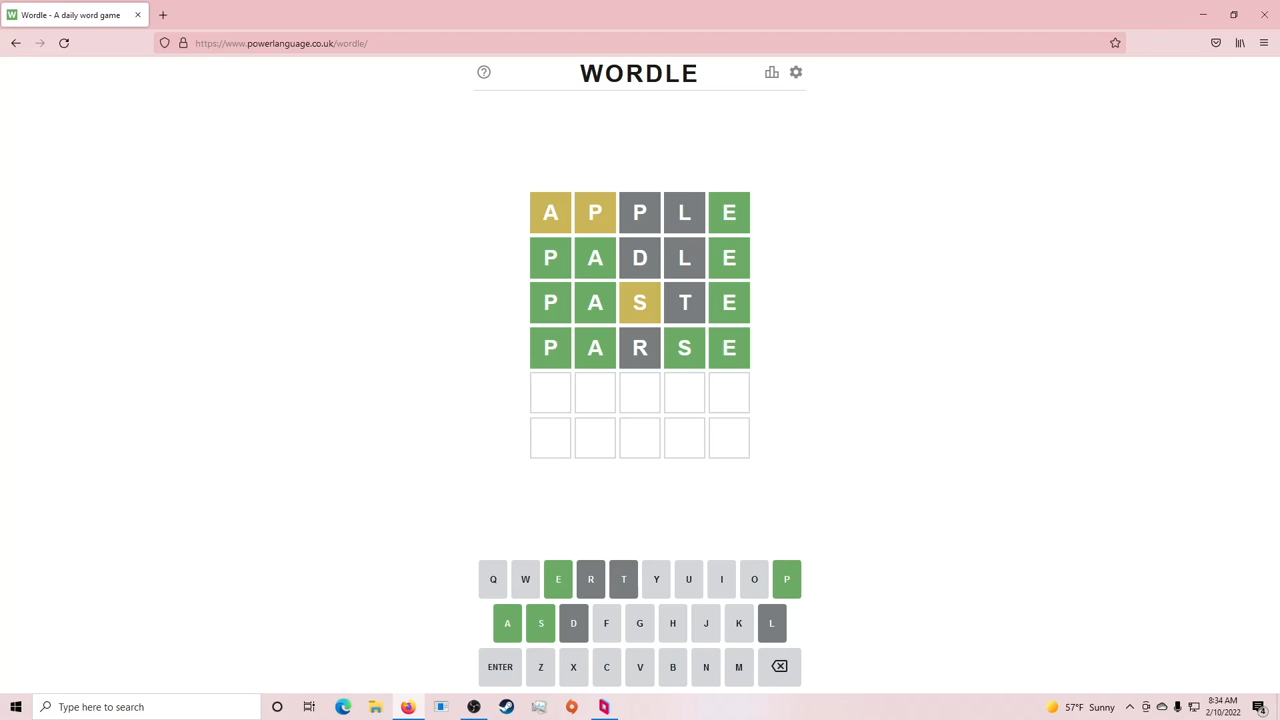 W Wordle - A daily word game
https://www.powerlanguage.co.uk/wordle/
WORDLE
A P P L E
P A D L E
P A S T E
P A R S E
Q W E R T Y U I O P
A S D F G H J K L
ENTER Z X C V B N M
Type here to search
57°F Sunny
8:34 AM
2/10/2022
4